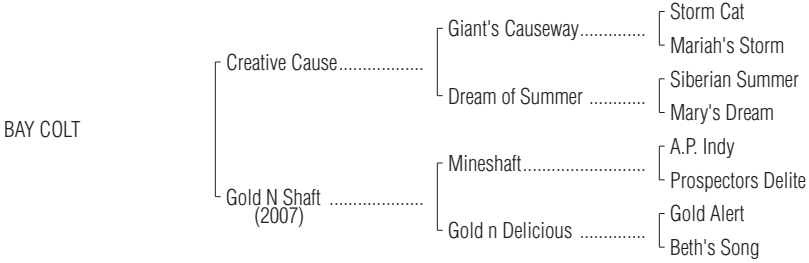 Storm Cat
Giant's Causeway..............
Mariah's Storm
Creative Cause..................
Siberian Summer
Dream of Summer ............
Mary's Dream
BAY COLT
A.P. Indy
Mineshaft..........................
Prospectors Delite
Gold N Shaft ....................
(2007)
Gold Alert
Gold n Delicious ..............
Beth's Song